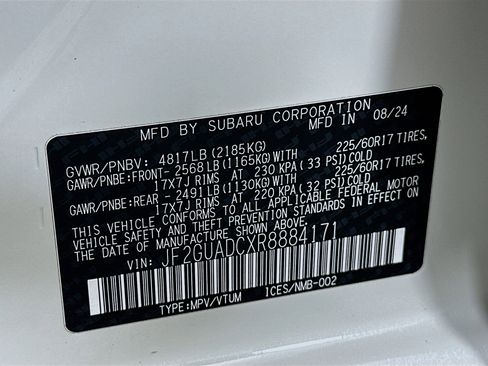 MFD BY SUBARU CORPORATION MFD IN 08/24
GVWR/PNBV: 4817LB (2185KG)
GAWR/PNBE:FRONT- 2568LB(1165KG)WITH 225/60R17 TIRES,
17X7J RIMS AT 230 KPA( 33 PSI)COLD
GAWR/PNBE:REAR - 2491LB(1130KG)WITH 225/60R17 TIRES,
17X7J RIMS AT 220 KPA( 32 PSI)COLD
THIS VEHICLE CONFORMS TO ALL APPLICABLE FEDERAL MOTOR
VEHICLE SAFETY AND THEFT PREVENTION STANDARDS IN EFFECT
ON THE DATE OF MANUFACTURE SHOWN ABOVE.
VIN: JF2GUADCXR8884171
TYPE:MPV/VTUM ICES/NMB-002